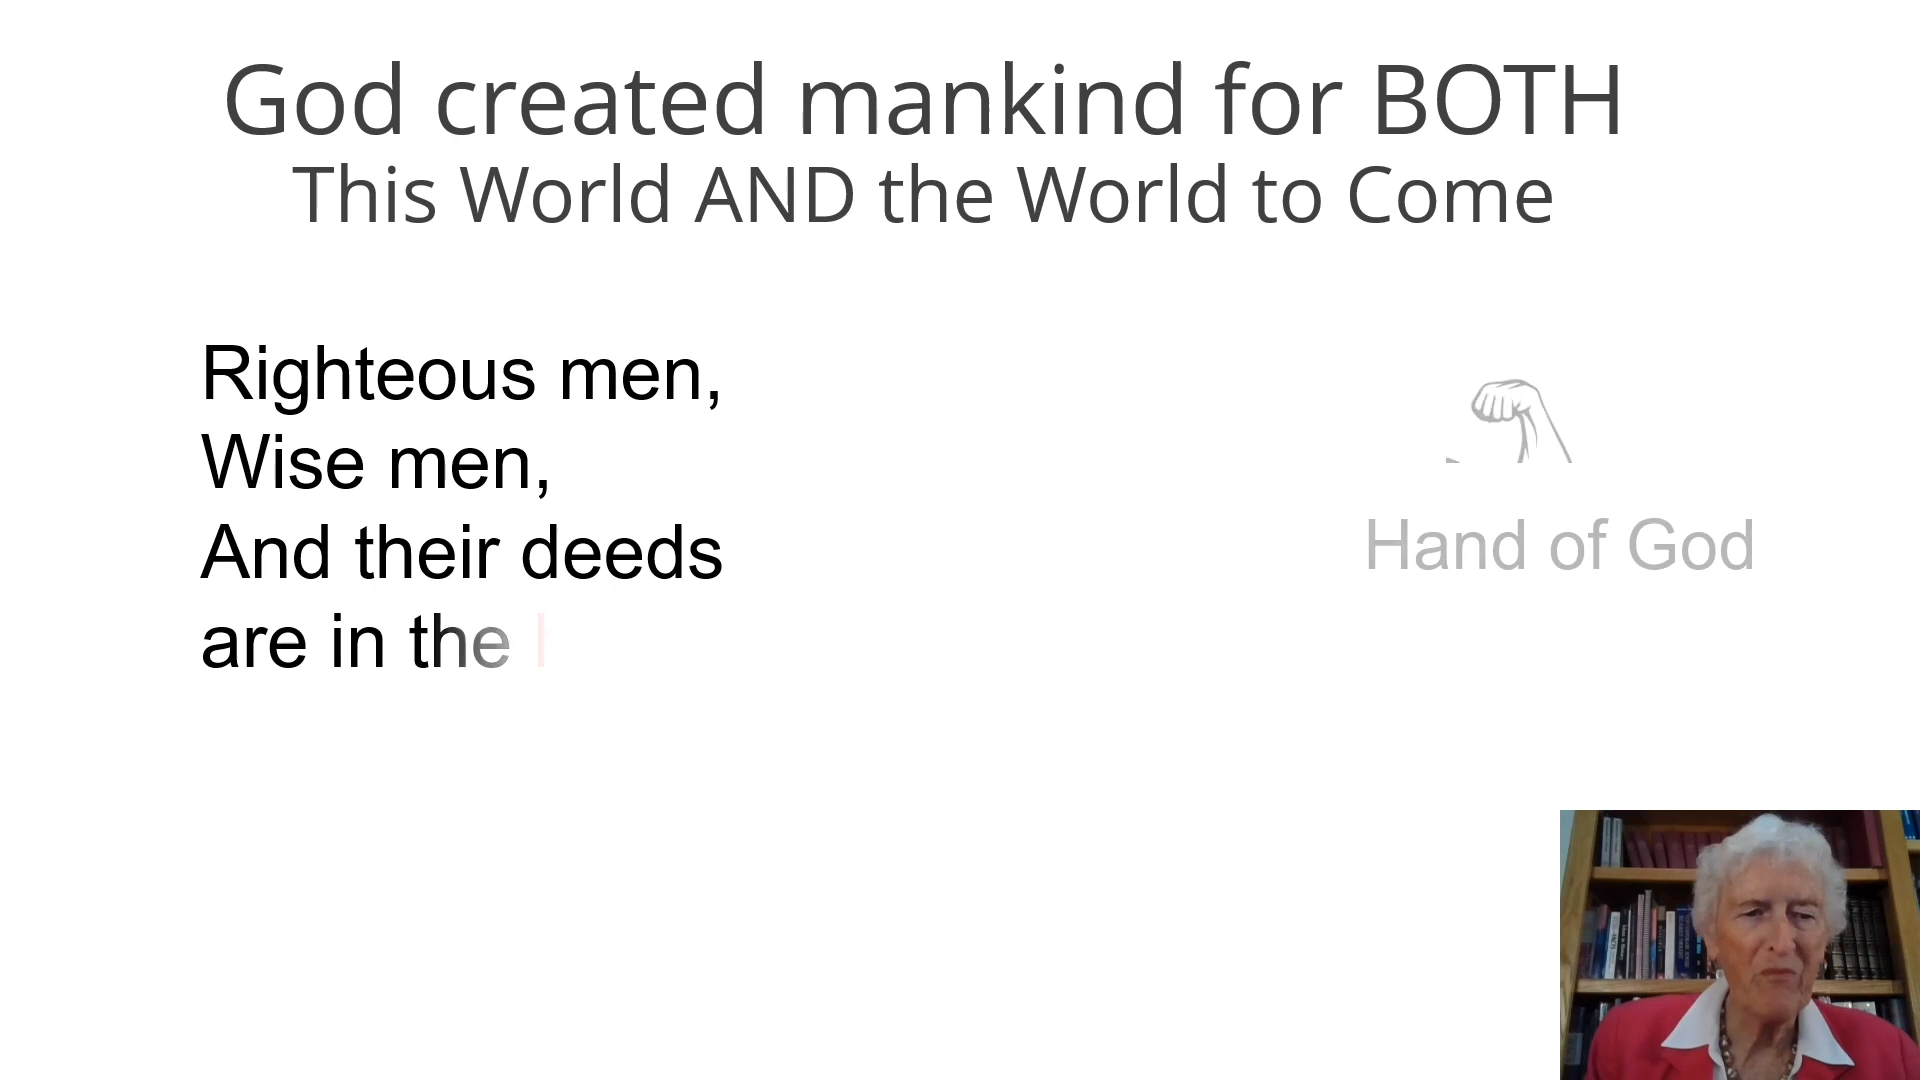 God created mankind for BOTH
This World AND the World to Come
Righteous men,
Wise men,
And their deeds
are in the
Hand of God